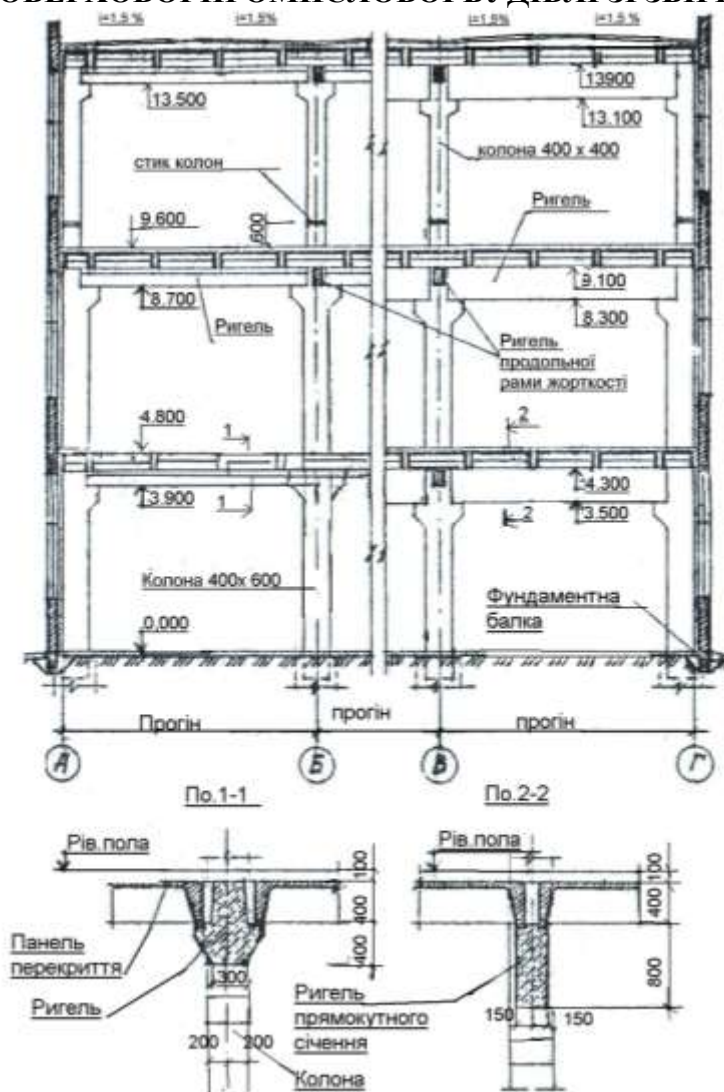 i=1,5 %
i=1,5%
i=1,5%
i=1,5 %
13.500
13900
13.100
стик колон
колона 400 х 400
9.600
600
Ригель
8.700
9.100
8.300
Ригель
Ригель
продольної
рами жорткості
4.800
1
2
3.900
1
4.300
3.500
2
Колона 400х 600
0,000
Фундаментна
балка
Прогін
прогін
прогін
А
Б
В
Г
По.1-1
По.2-2
Рів.пола
Рів.пола
100
100
400
400
Панель
перекриття
400
800
300
Ригель
Ригель
прямокутного
січення
150
150
200
200
Колона